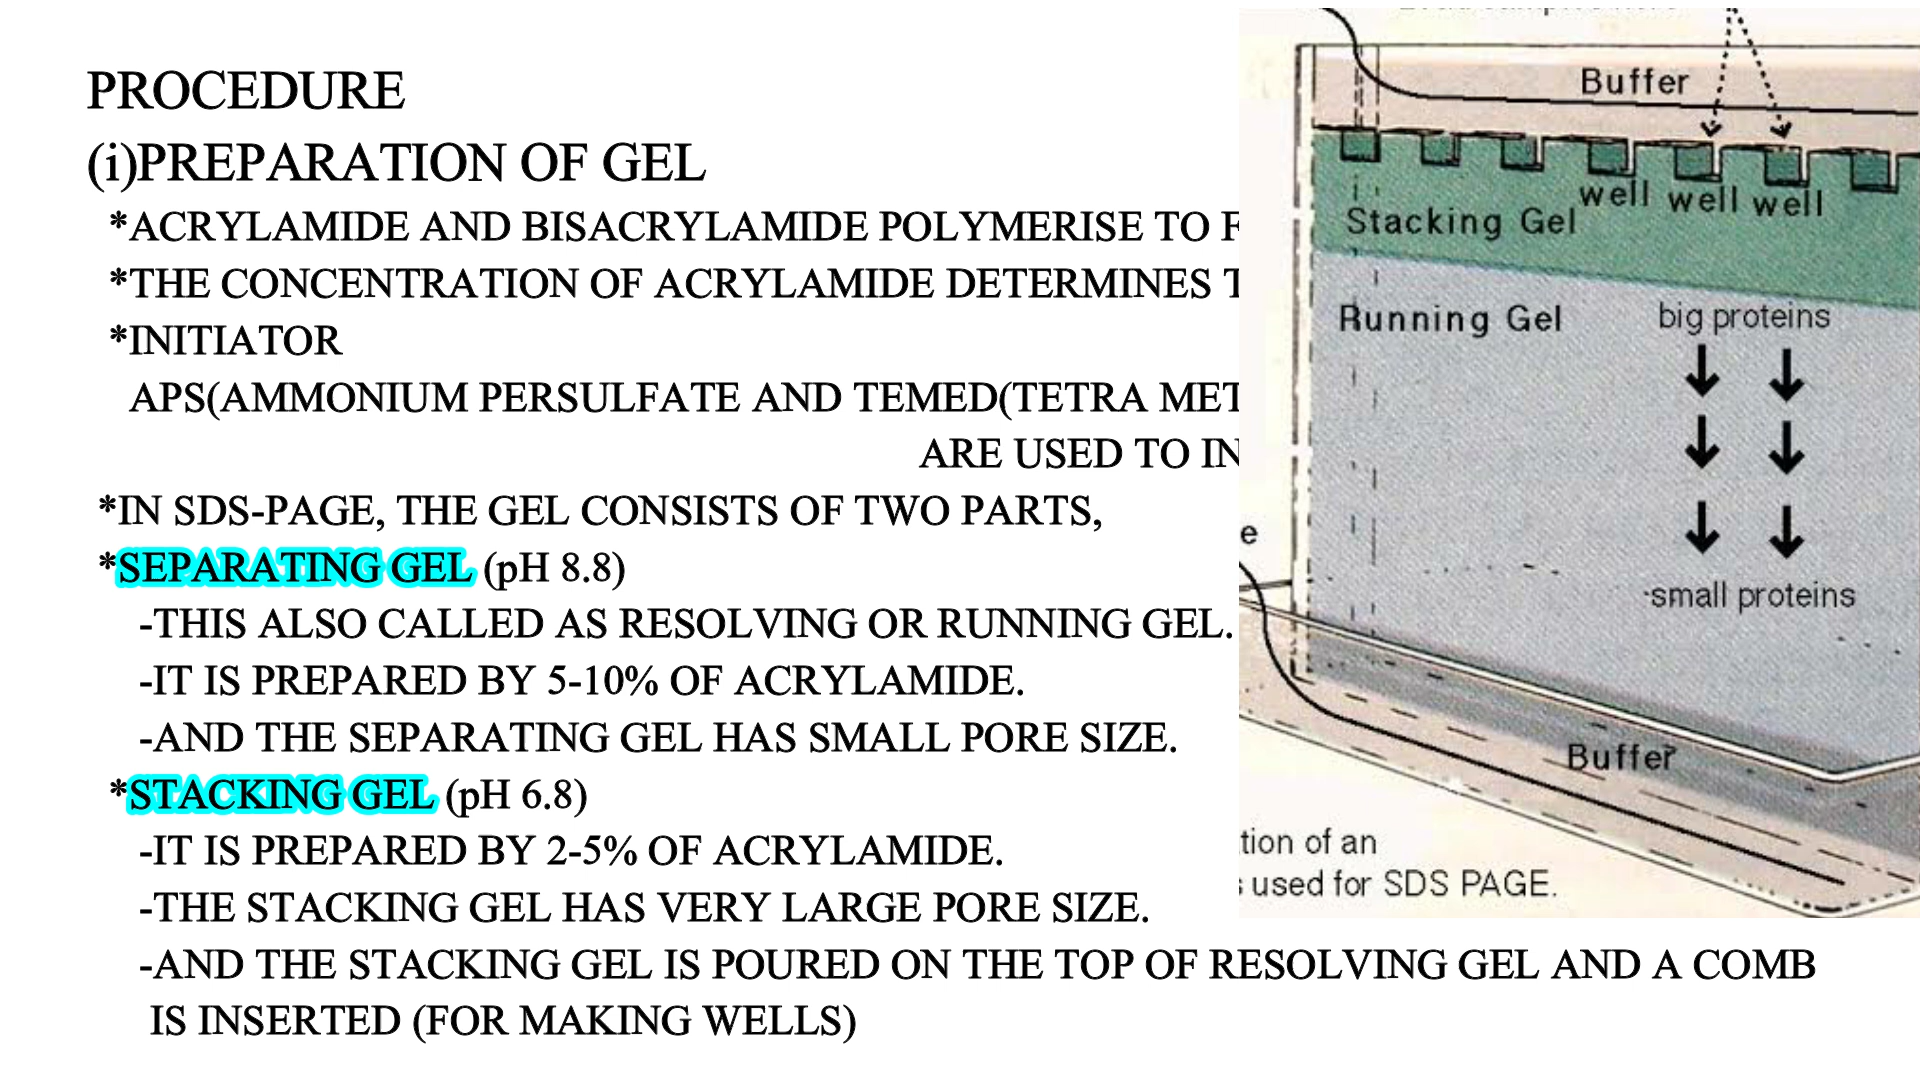 PROCEDURE
(i)PREPARATION OF GEL
*ACRYLAMIDE AND BISACRYLAMIDE POLYMERISE TO F
*THE CONCENTRATION OF ACRYLAMIDE DETERMINES T
*INITIATOR
APS(AMMONIUM PERSULFATE AND TEMED(TETRA MET
ARE USED TO IN
*IN SDS-PAGE, THE GEL CONSISTS OF TWO PARTS,
*SEPARATING GEL (pH 8.8)
-THIS ALSO CALLED AS RESOLVING OR RUNNING GEL.
-IT IS PREPARED BY 5-10% OF ACRYLAMIDE.
-AND THE SEPARATING GEL HAS SMALL PORE SIZE.
*STACKING GEL (pH 6.8)
-IT IS PREPARED BY 2-5% OF ACRYLAMIDE.
-THE STACKING GEL HAS VERY LARGE PORE SIZE.
-AND THE STACKING GEL IS POURED ON THE TOP OF RESOLVING GEL AND A COMB
IS INSERTED (FOR MAKING WELLS)
Buffer
well well well
Stacking Gel
Running Gel
big proteins
e
small proteins
Buffer
tion of an
used for SDS PAGE.